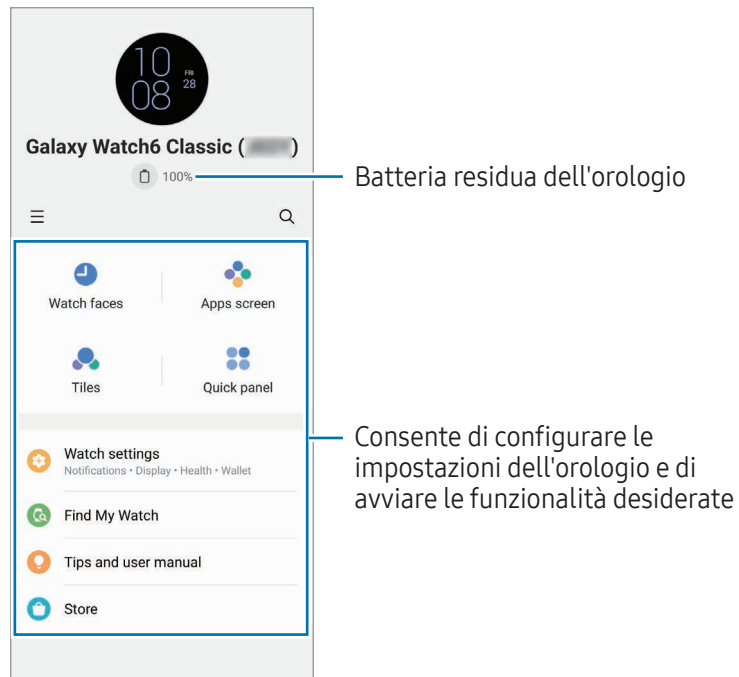 10
08
FRI
28
Galaxy Watch6 Classic ( )
100%
Batteria residua dell'orologio
Watch faces
Apps screen
Tiles
Quick panel
Watch settings
Notifications • Display • Health • Wallet
Find My Watch
Tips and user manual
Store
Consente di configurare le
impostazioni dell'orologio e di
avviare le funzionalità desiderate